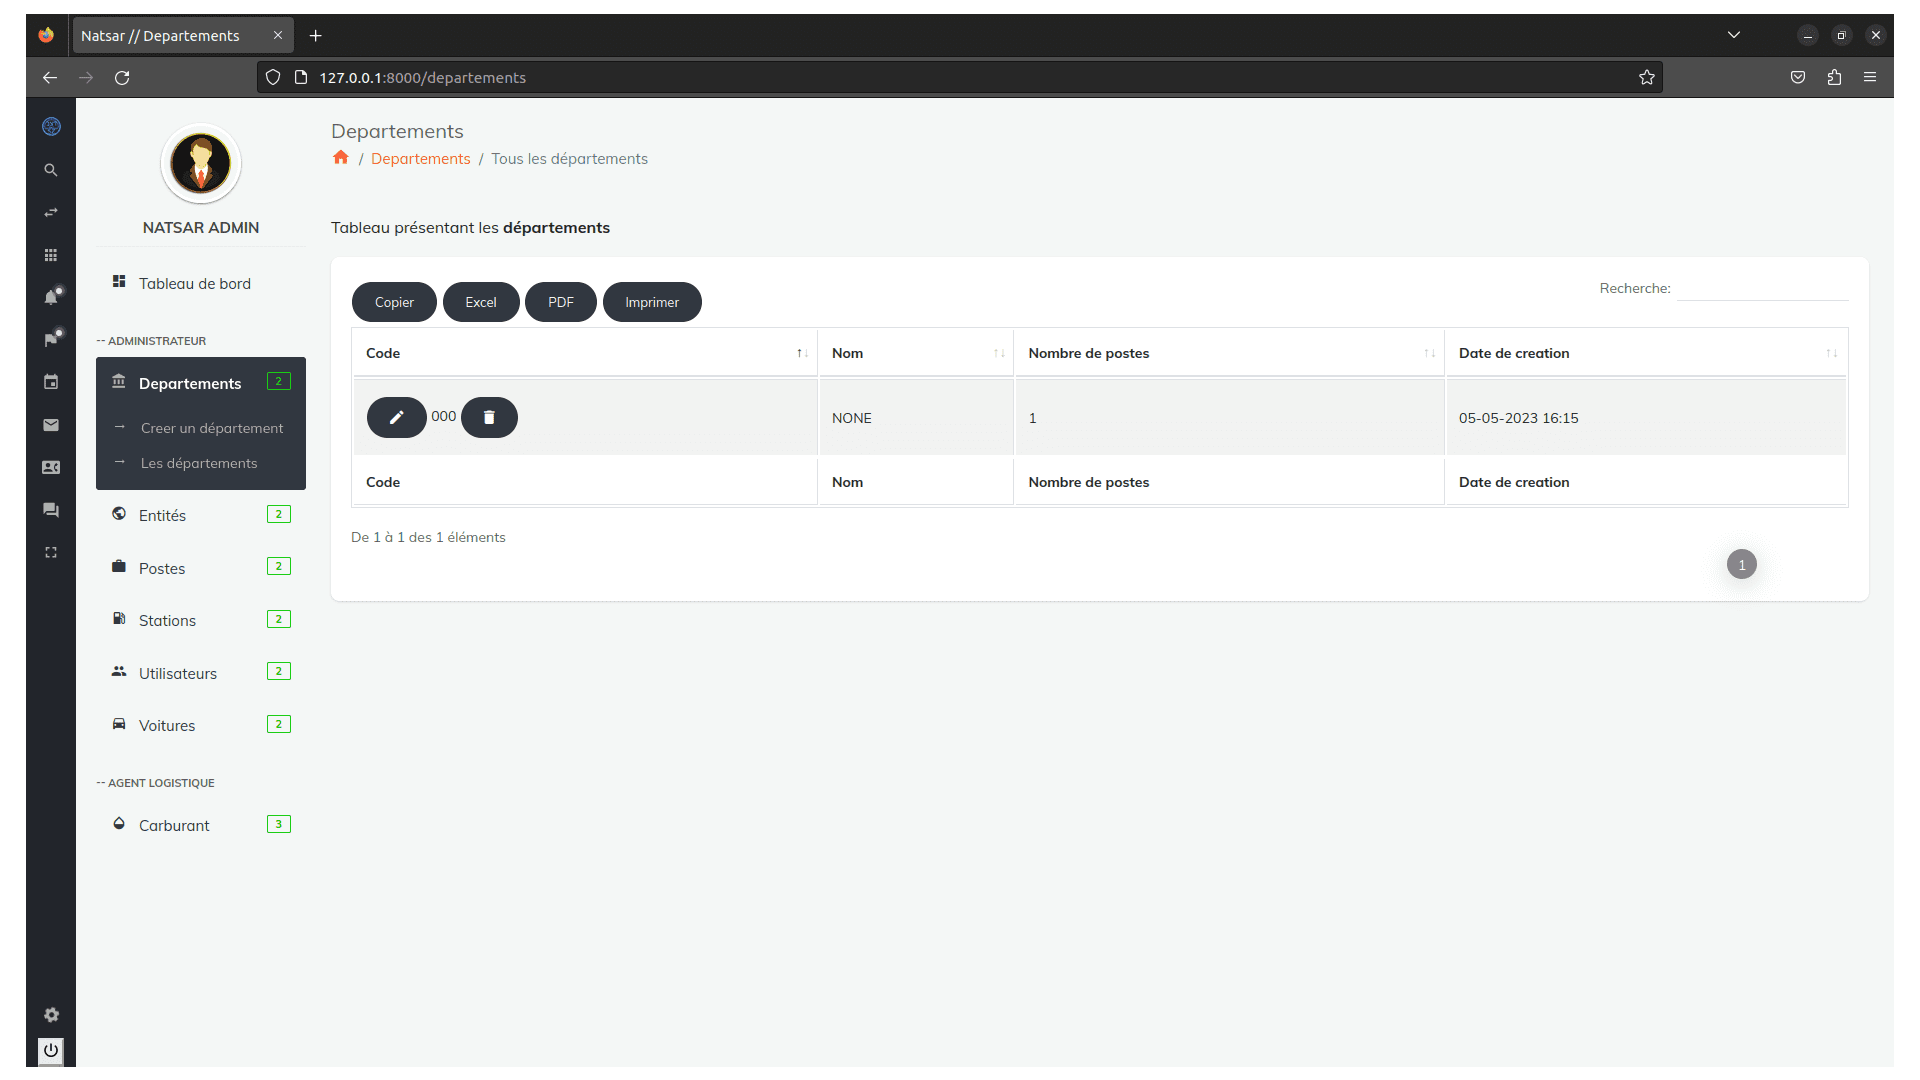 Natsar // Departements
127.0.0.1:8000/departements
NATSAR ADMIN
Tableau de bord
-- ADMINISTRATEUR
Departements 2
Creer un département
Les départements
Entités 2
Postes 2
Stations 2
Utilisateurs 2
Voitures 2
-- AGENT LOGISTIQUE
Carburant 3
Departements
/ Departements / Tous les départements
Tableau présentant les départements
Copier Excel PDF Imprimer
Recherche:
Code Nom Nombre de postes Date de creation
000 NONE 1 05-05-2023 16:15
Code Nom Nombre de postes Date de creation
De 1 à 1 des 1 éléments
1